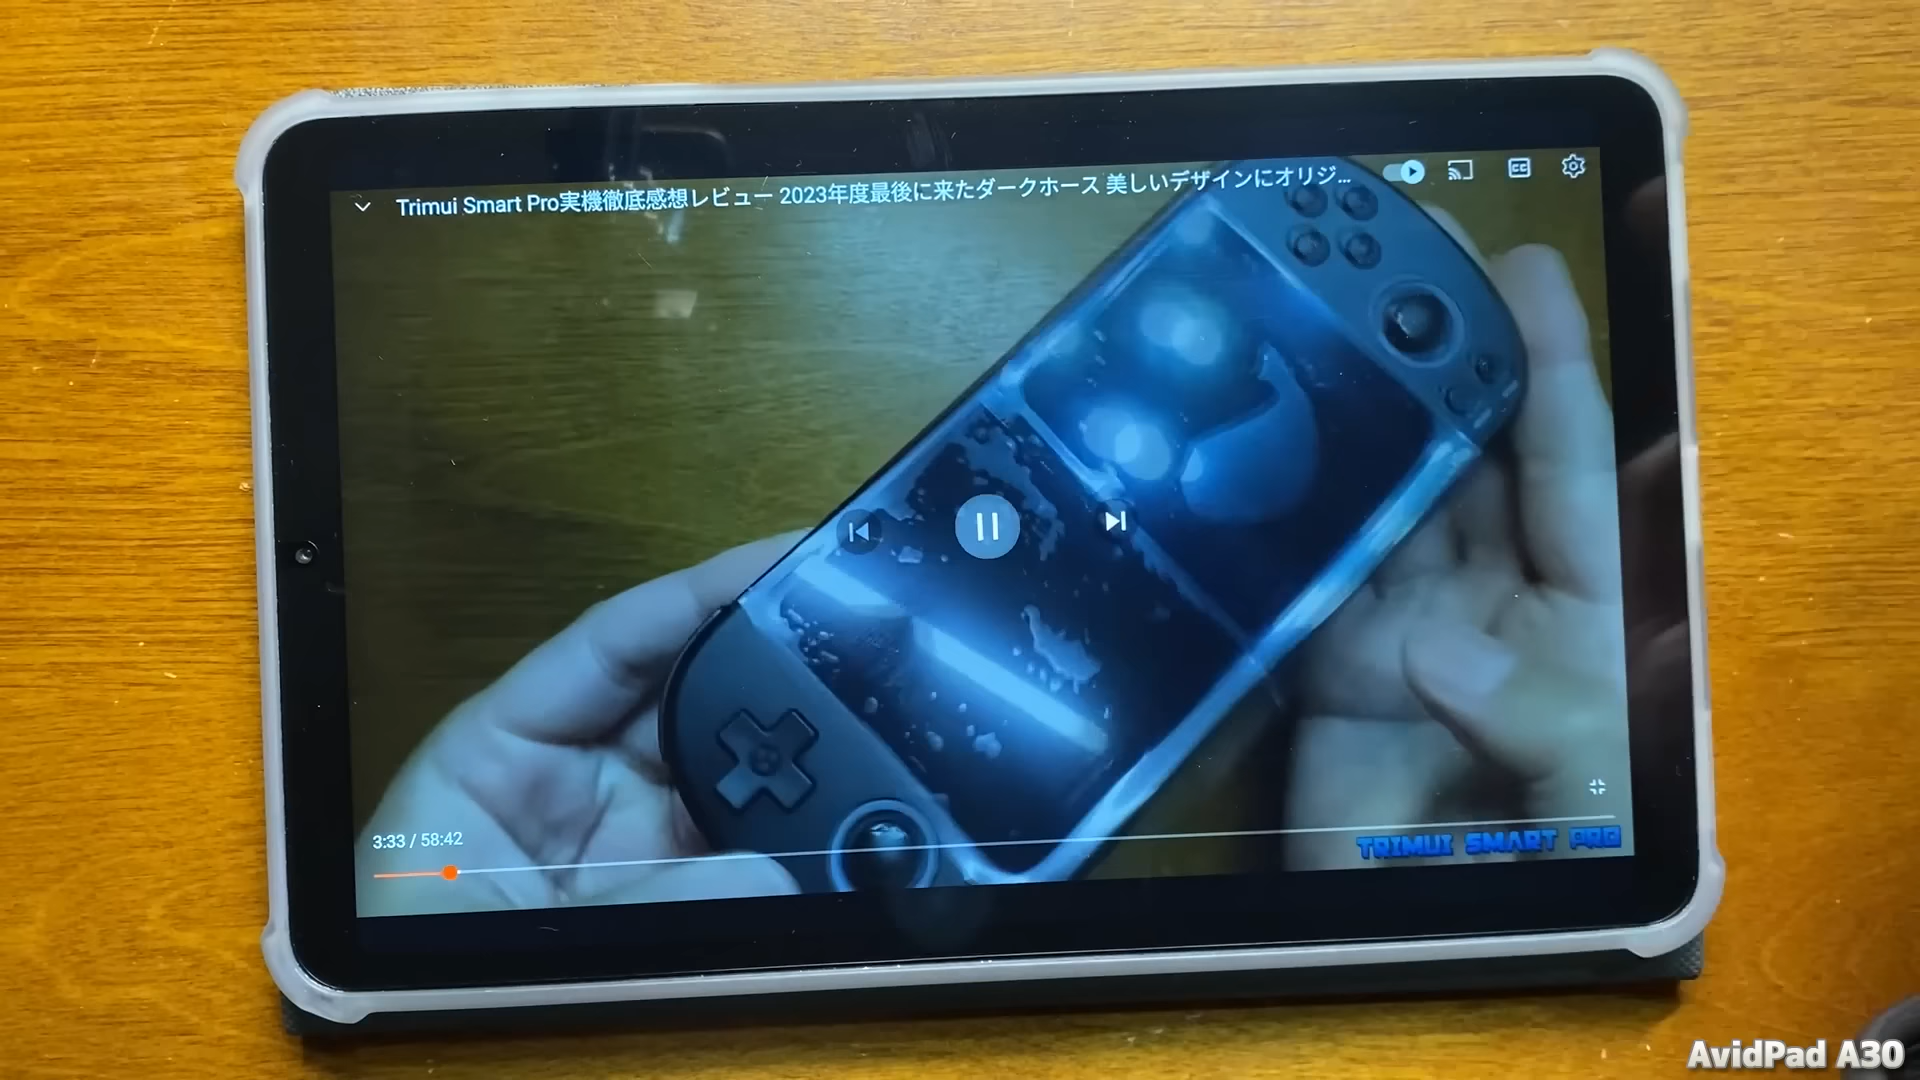 Trimui Smart Pro実機徹底感想レビュー 2023年度最後に来たダークホース 美しいデザインにオリジ...
CC
3:33 / 58:42
TRIMUI SMART PRO
AvidPad A30